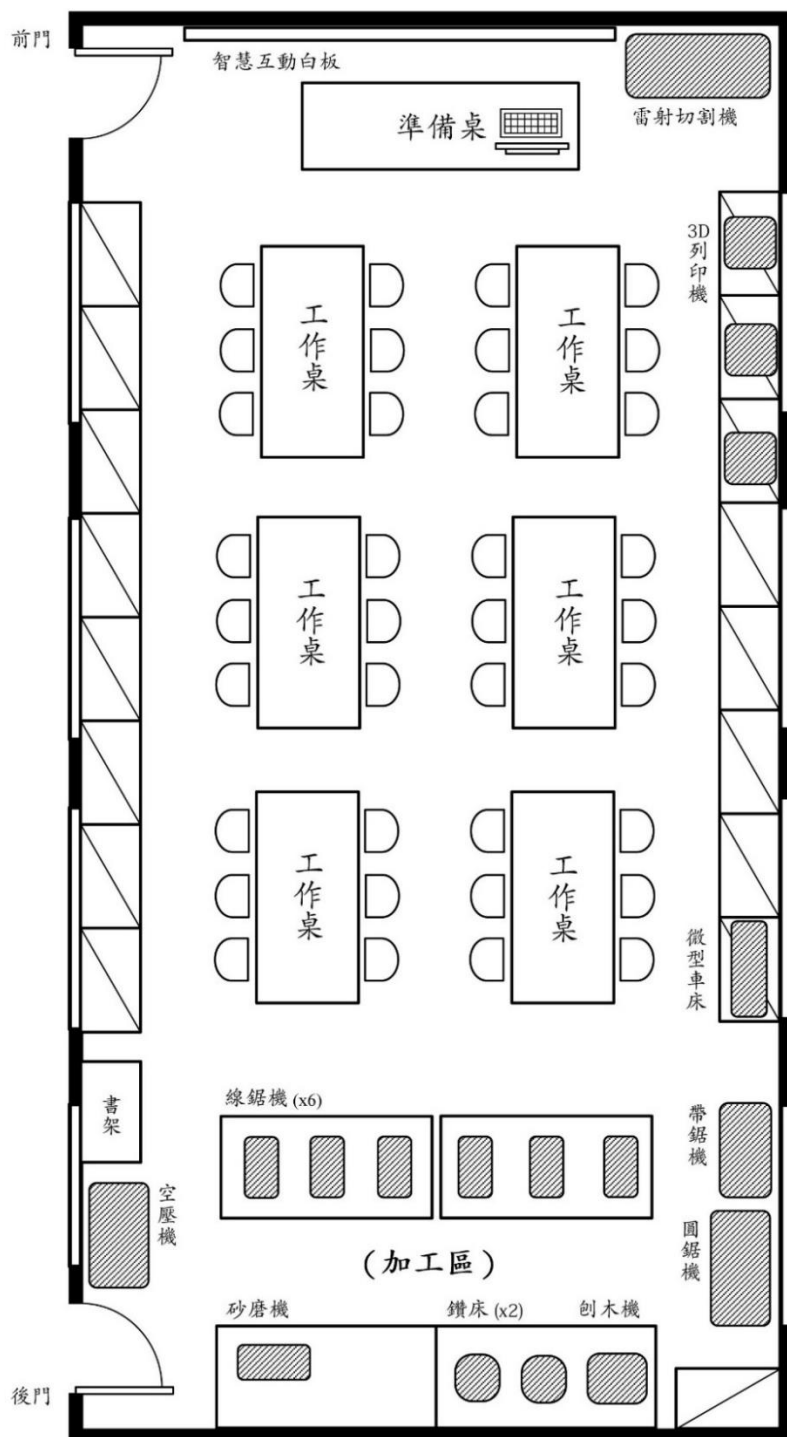 前門
智慧互動白板
準備桌
雷射切割機
3D列印機
工作桌
工作桌
工作桌
工作桌
工作桌
工作桌
微型車床
書架
線鋸機 (x6)
帶鋸機
空壓機
圓鋸機
(加工區)
砂磨機
鑽床 (x2)
刨木機
後門